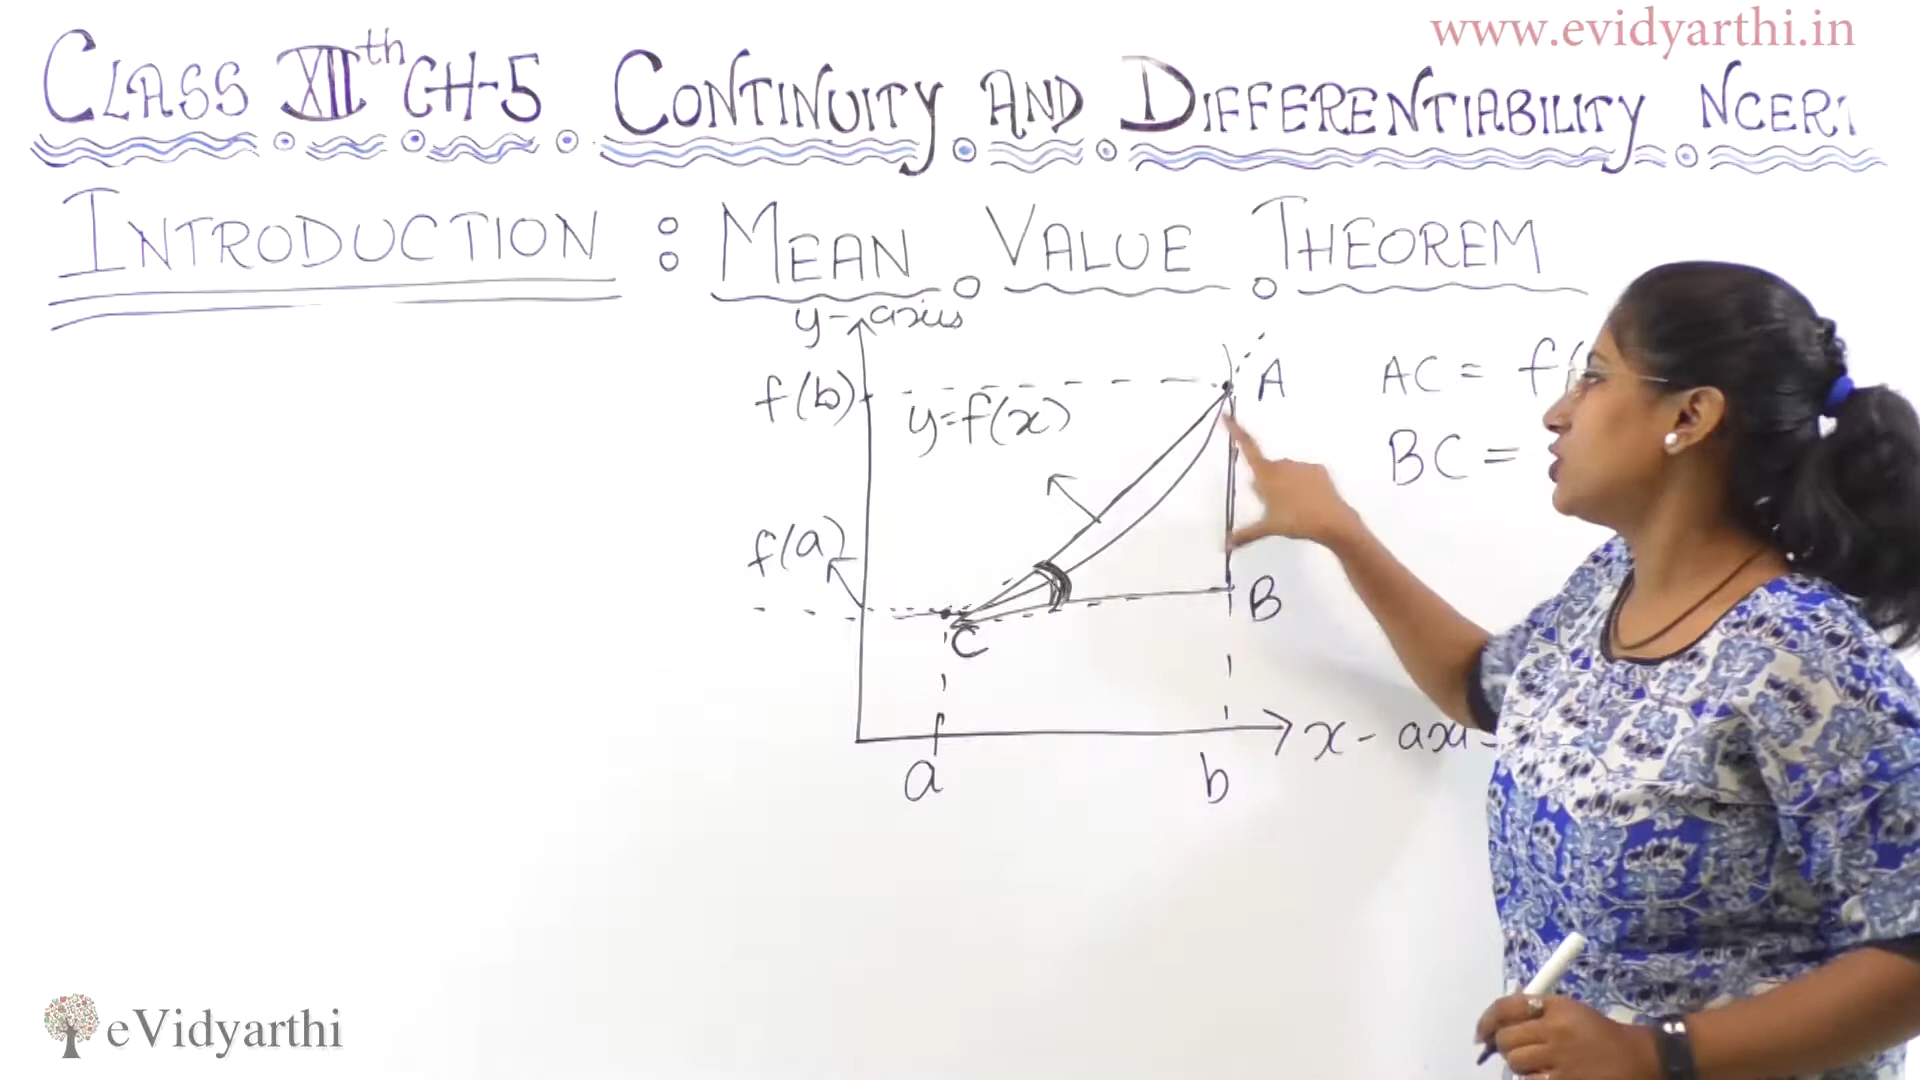 www.evidyarthi.in
CLASS XIIth CH-5 CONTINUITY AND DIFFERENTIABILITY NCERT
INTRODUCTION : MEAN VALUE THEOREM
y-axis
f(b)
y=f(x)
A
AC = f(
BC =
f(a)
B
C
x-axi
a
b
eVidyarthi